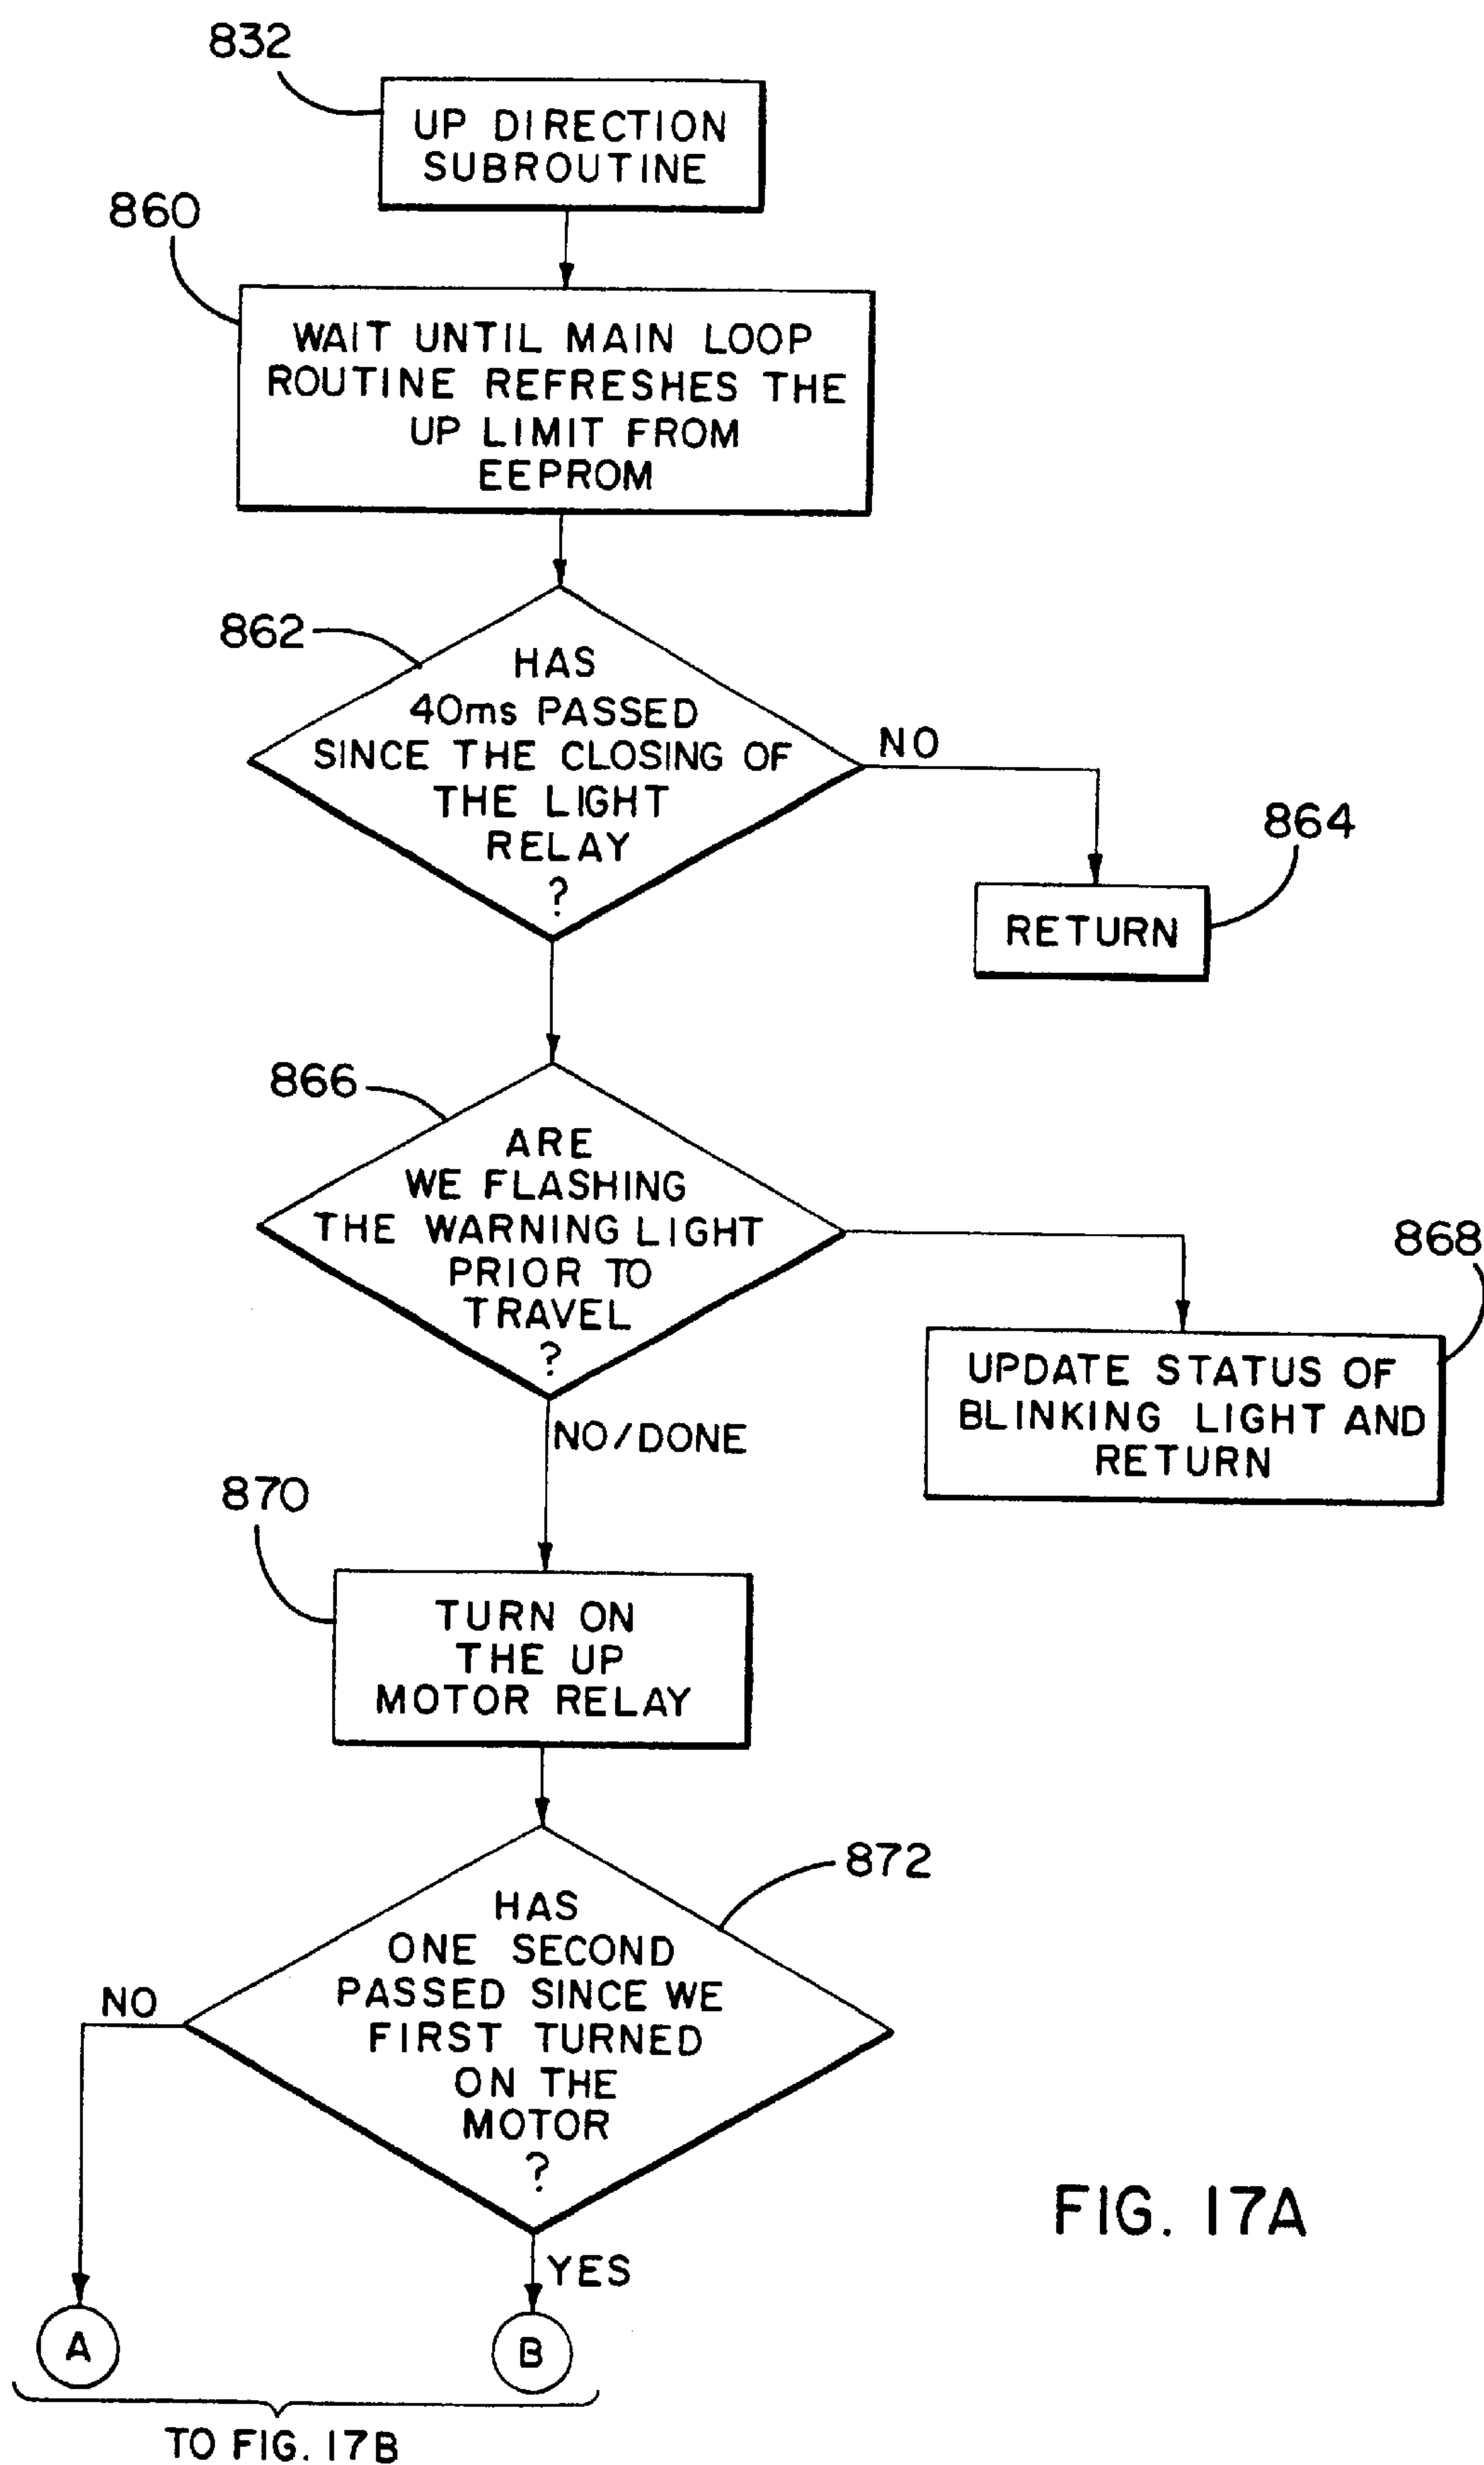 832
UP DIRECTION
SUBROUTINE
860
WAIT UNTIL MAIN LOOP
ROUTINE REFRESHES THE
UP LIMIT FROM
EEPROM
862
HAS
40ms PASSED
SINCE THE CLOSING OF
THE LIGHT
RELAY
?
NO
864
RETURN
866
ARE
WE FLASHING
THE WARNING LIGHT
PRIOR TO
TRAVEL
?
868
UPDATE STATUS OF
BLINKING LIGHT AND
RETURN
NO/DONE
870
TURN ON
THE UP
MOTOR RELAY
872
HAS
ONE SECOND
PASSED SINCE WE
FIRST TURNED
ON THE
MOTOR
?
NO
YES
A
B
TO FIG. 17B
FIG. 17A